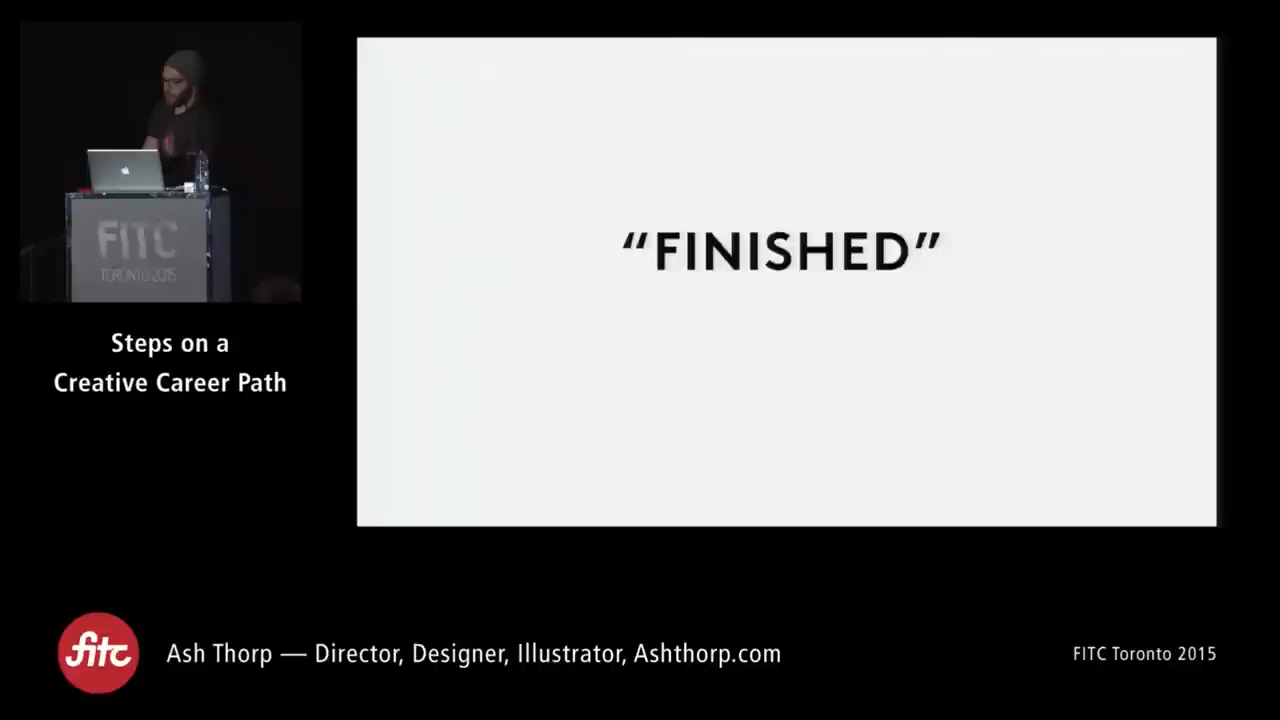 FITC
TORONTO 2015
Steps on a
Creative Career Path
“FINISHED”
fitc
Ash Thorp — Director, Designer, Illustrator, Ashthorp.com
FITC Toronto 2015